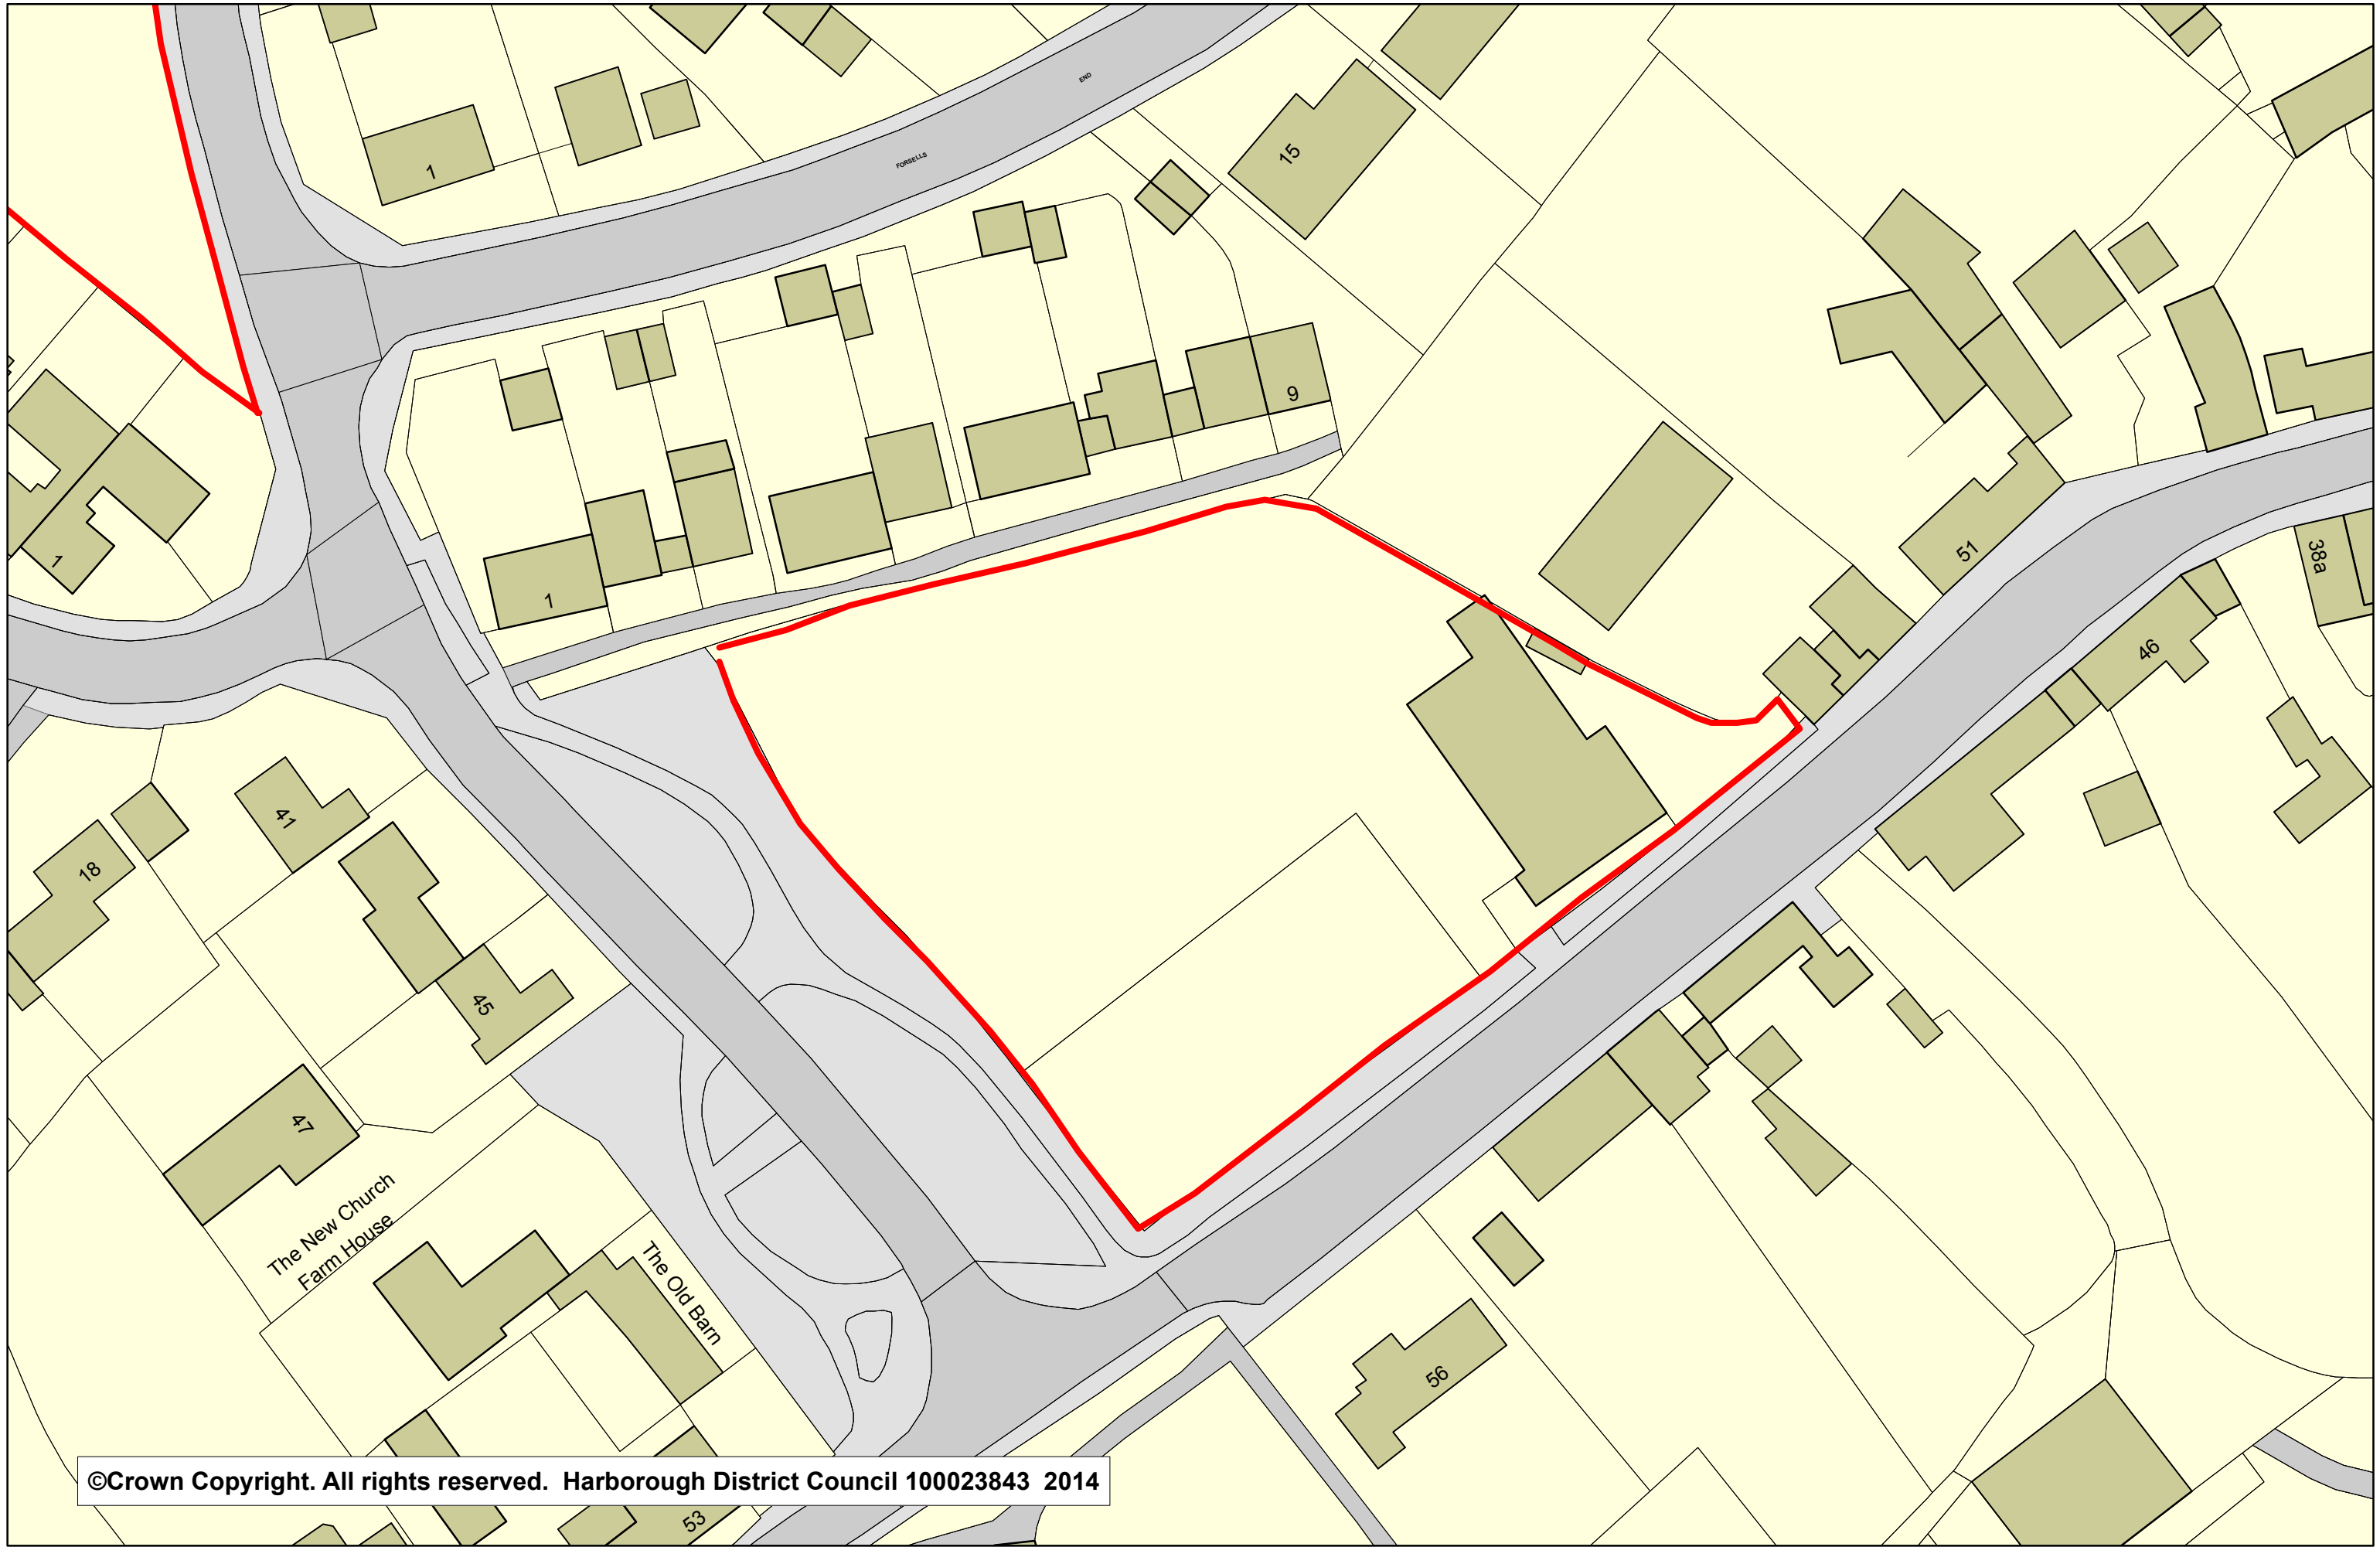 END
FORSELLS
1
15
9
1
1
51
38a
46
41
18
45
47
The New Church
Farm House
The Old Barn
56
53
©Crown Copyright. All rights reserved.  Harborough District Council 100023843  2014